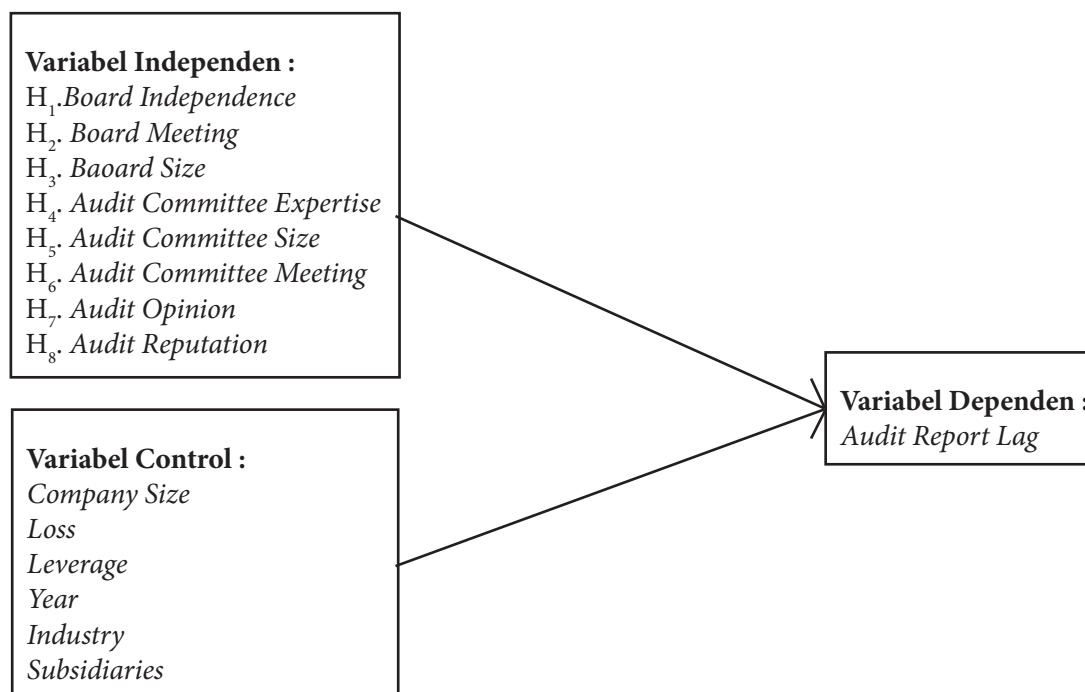 Variabel Independen :
H₁.Board Independence
H₂. Board Meeting
H₃. Baoard Size
H₄. Audit Committee Expertise
H₅. Audit Committee Size
H₆. Audit Committee Meeting
H₇. Audit Opinion
H₈. Audit Reputation
Variabel Control :
Company Size
Loss
Leverage
Year
Industry
Subsidiaries
Variabel Dependen :
Audit Report Lag